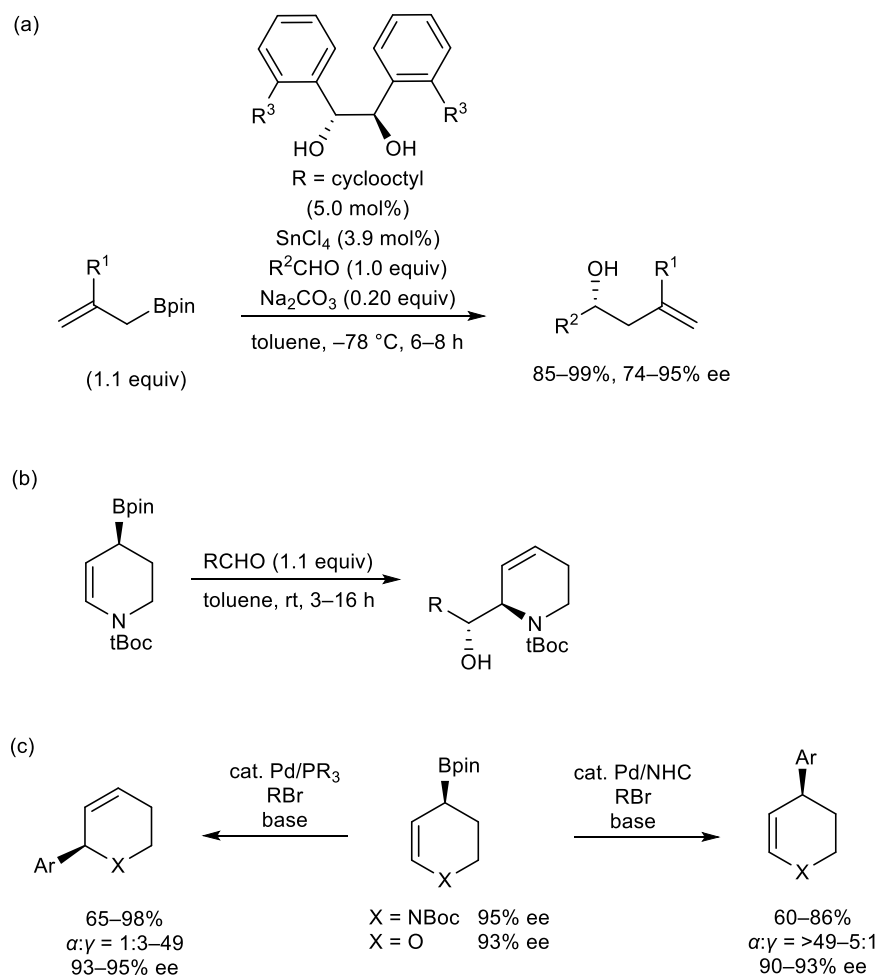 (a)
R³
R³
HO
OH
R = cyclooctyl
(5.0 mol%)
SnCl₄ (3.9 mol%)
R²CHO (1.0 equiv)
Na₂CO₃ (0.20 equiv)
toluene, –78 °C, 6–8 h
R¹
Bpin
(1.1 equiv)
OH
R¹
R²
85–99%, 74–95% ee
(b)
Bpin
N
tBoc
RCHO (1.1 equiv)
toluene, rt, 3–16 h
R
N
tBoc
OH
(c)
Ar
X
65–98%
α:γ = 1:3–49
93–95% ee
cat. Pd/PR₃
RBr
base
Bpin
X
X = NBoc 95% ee
X = O 93% ee
cat. Pd/NHC
RBr
base
Ar
X
60–86%
α:γ = >49–5:1
90–93% ee